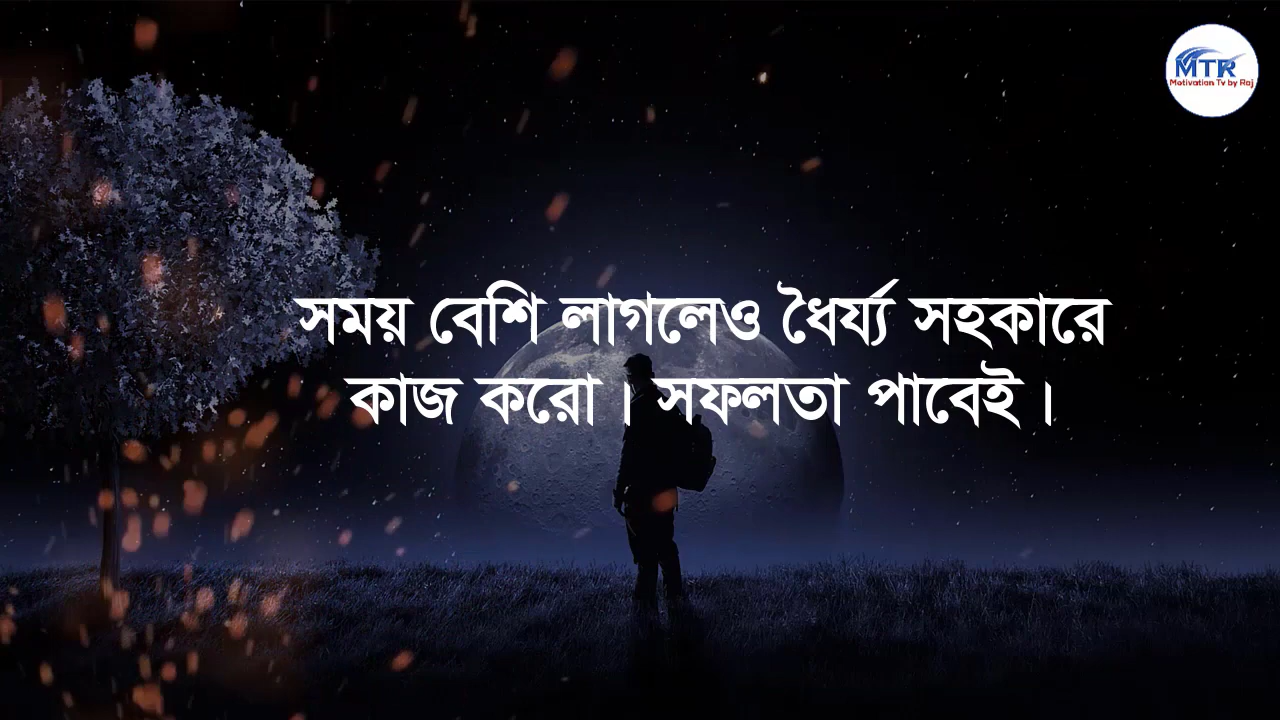 MTR
Motivation Tv by Raj
সময় বেশি লাগলেও ধৈর্য্য সহকারে
কাজ করো। সফলতা পাবেই।